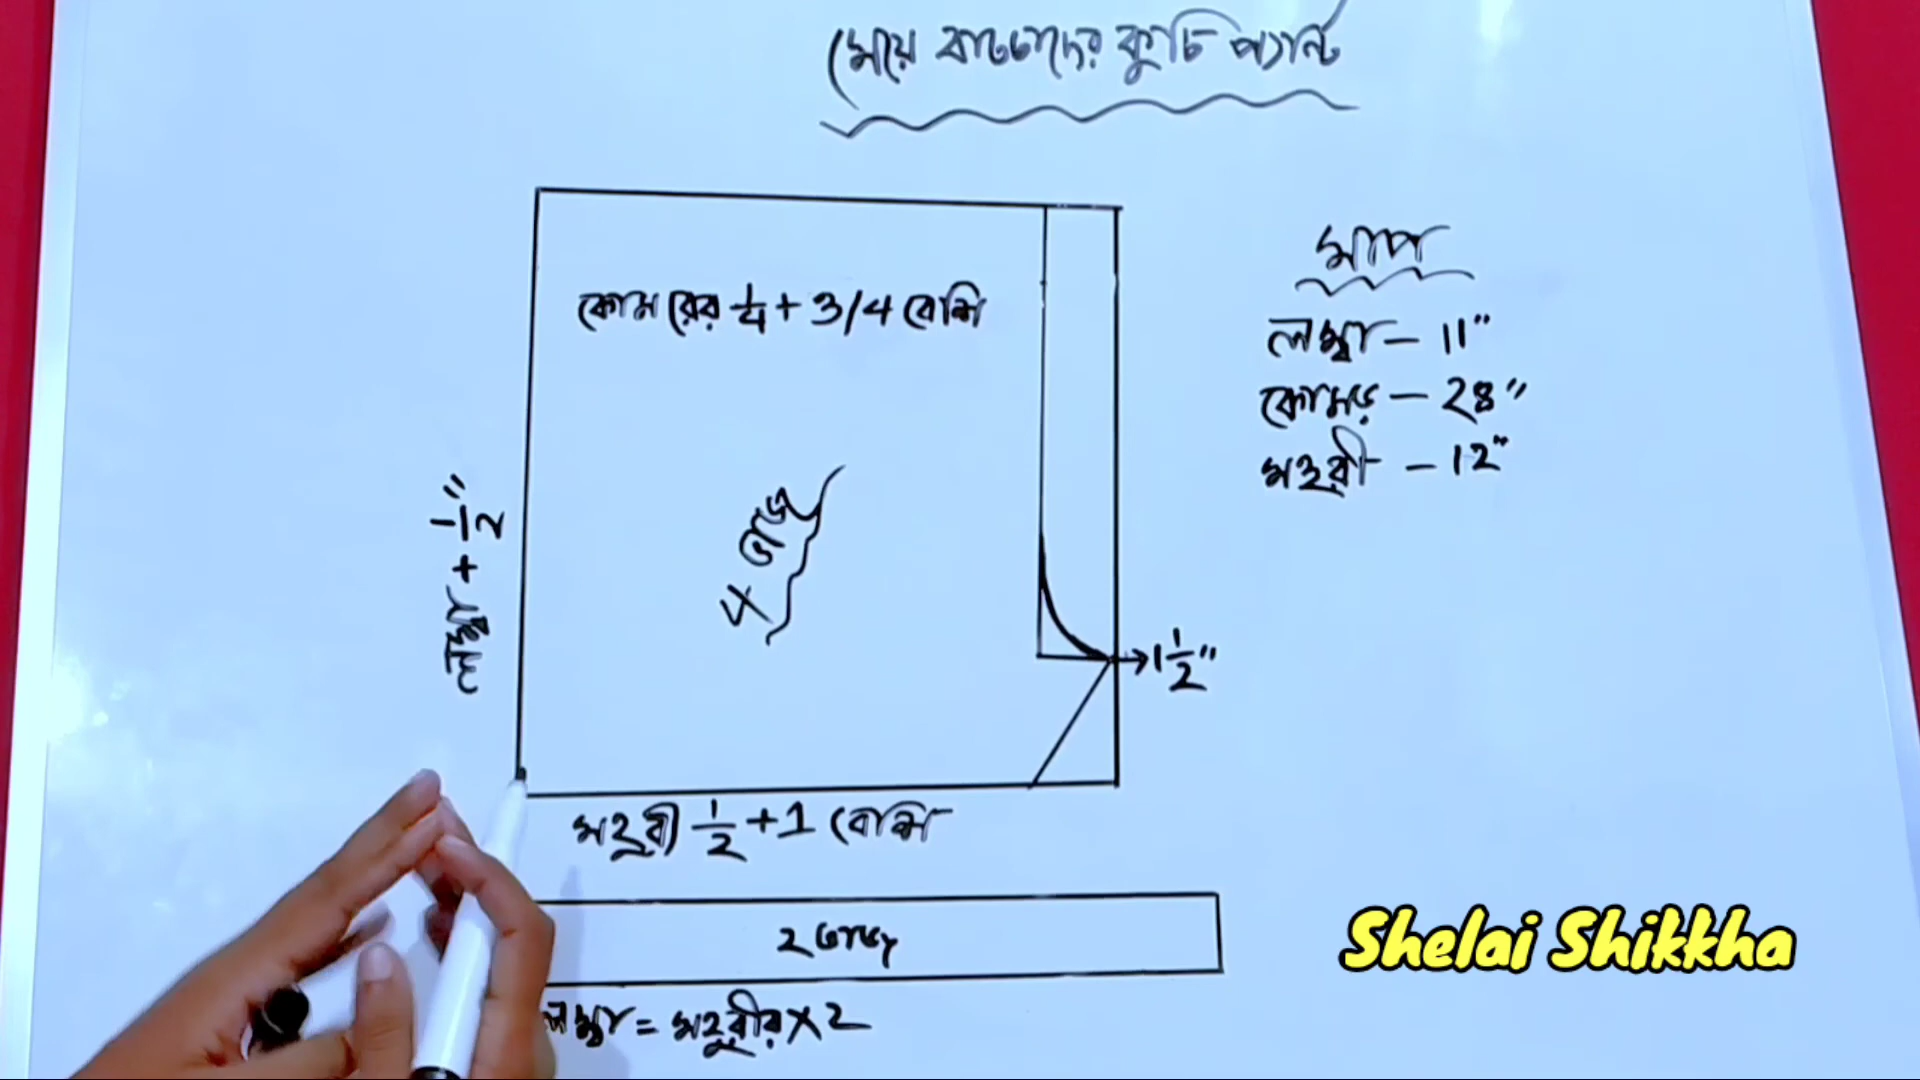 মেয়ে বাচ্চাদের কুচি প্যান্ট
কোমরের 1/4 + 3/4 বেশি
মাপ
লম্বা - 11"
কোমড় - 28"
মহুরী - 12"
লম্বা + 1/2"
4 ভাজ
1 1/2"
মহুরী 1/2 + 1 বেশি
2 ভাজ
লম্বা = মহুরীর X 2
Shelai Shikkha